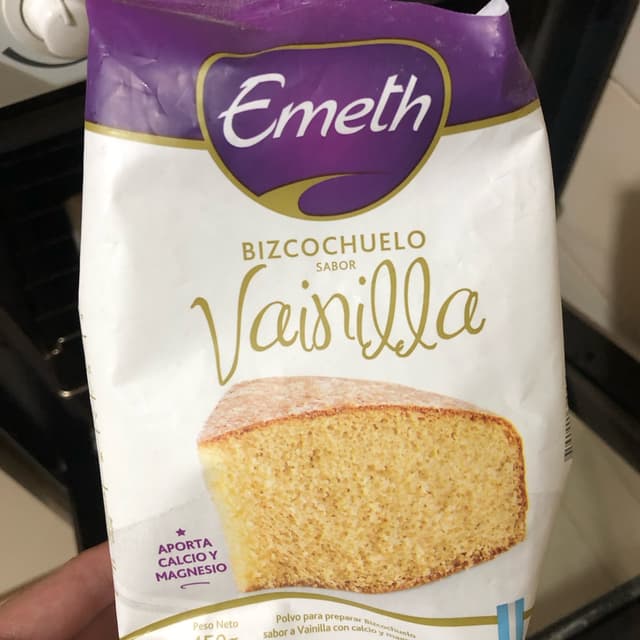 Emeth
BIZCOCHUELO
SABOR
Vainilla
APORTA
CALCIO Y
MAGNESIO
Peso Neto
Polvo para preparar Bizcochuelo
sabor a Vainilla con calcio y